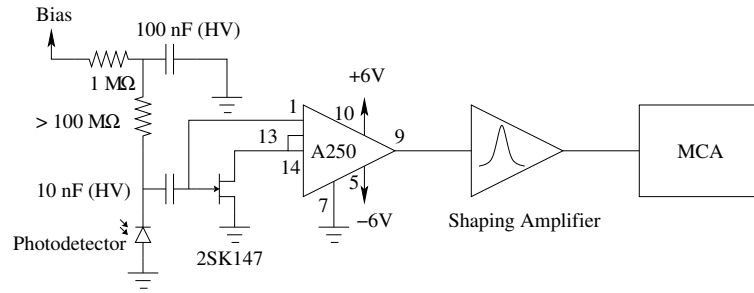 Bias
100 nF (HV)
1 MΩ
> 100 MΩ
10 nF (HV)
Photodetector
2SK147
1
13
14
A250
10
+6V
9
5
7
−6V
Shaping Amplifier
MCA